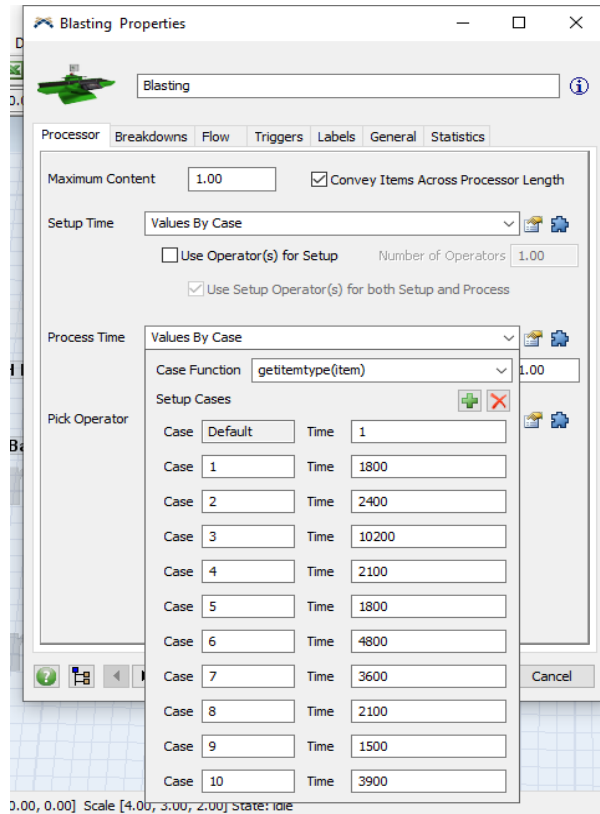 Blasting Properties
Blasting
Processor Breakdowns Flow Triggers Labels General Statistics
Maximum Content 1.00 Convey Items Across Processor Length
Setup Time Values By Case
Use Operator(s) for Setup Number of Operators 1.00
Use Setup Operator(s) for both Setup and Process
Process Time Values By Case
Case Function getitemtype(item) 1.00
Setup Cases
Pick Operator
Case Default Time 1
Case 1 Time 1800
Case 2 Time 2400
Case 3 Time 10200
Case 4 Time 2100
Case 5 Time 1800
Case 6 Time 4800
Case 7 Time 3600
Cancel
Case 8 Time 2100
Case 9 Time 1500
Case 10 Time 3900
0.00, 0.00] Scale [4.00, 3.00, 2.00] State: Idle